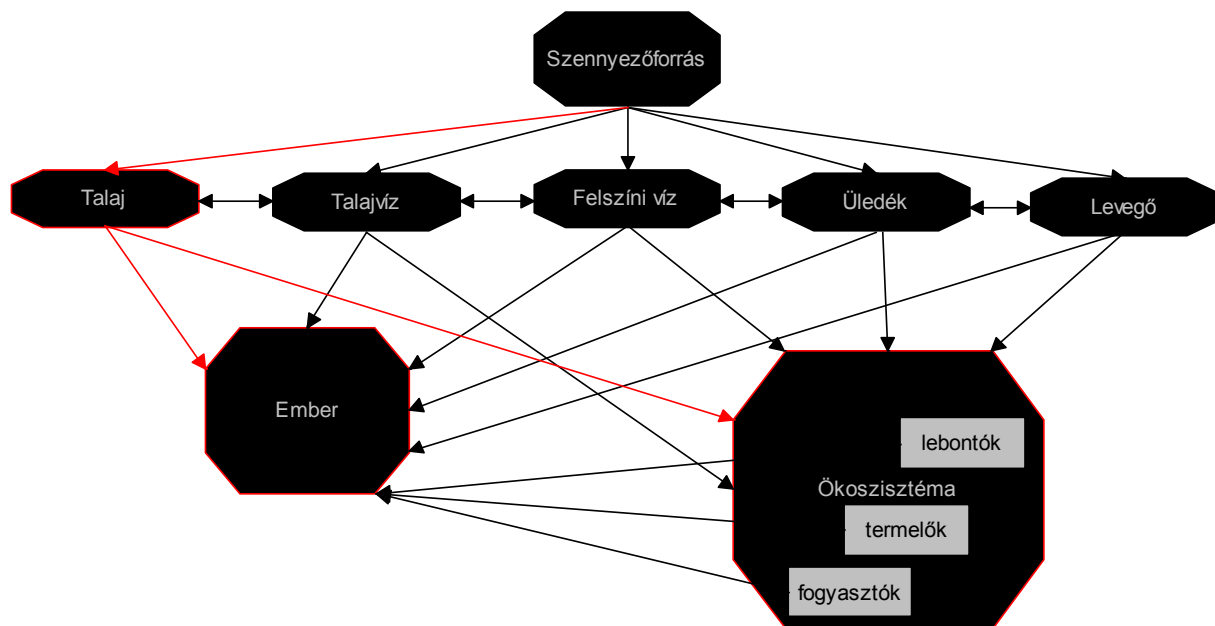 Szennyezőforrás
Talaj
Talajvíz
Felszíni víz
Üledék
Levegő
Ember
lebontók
Ökoszisztéma
termelők
fogyasztók